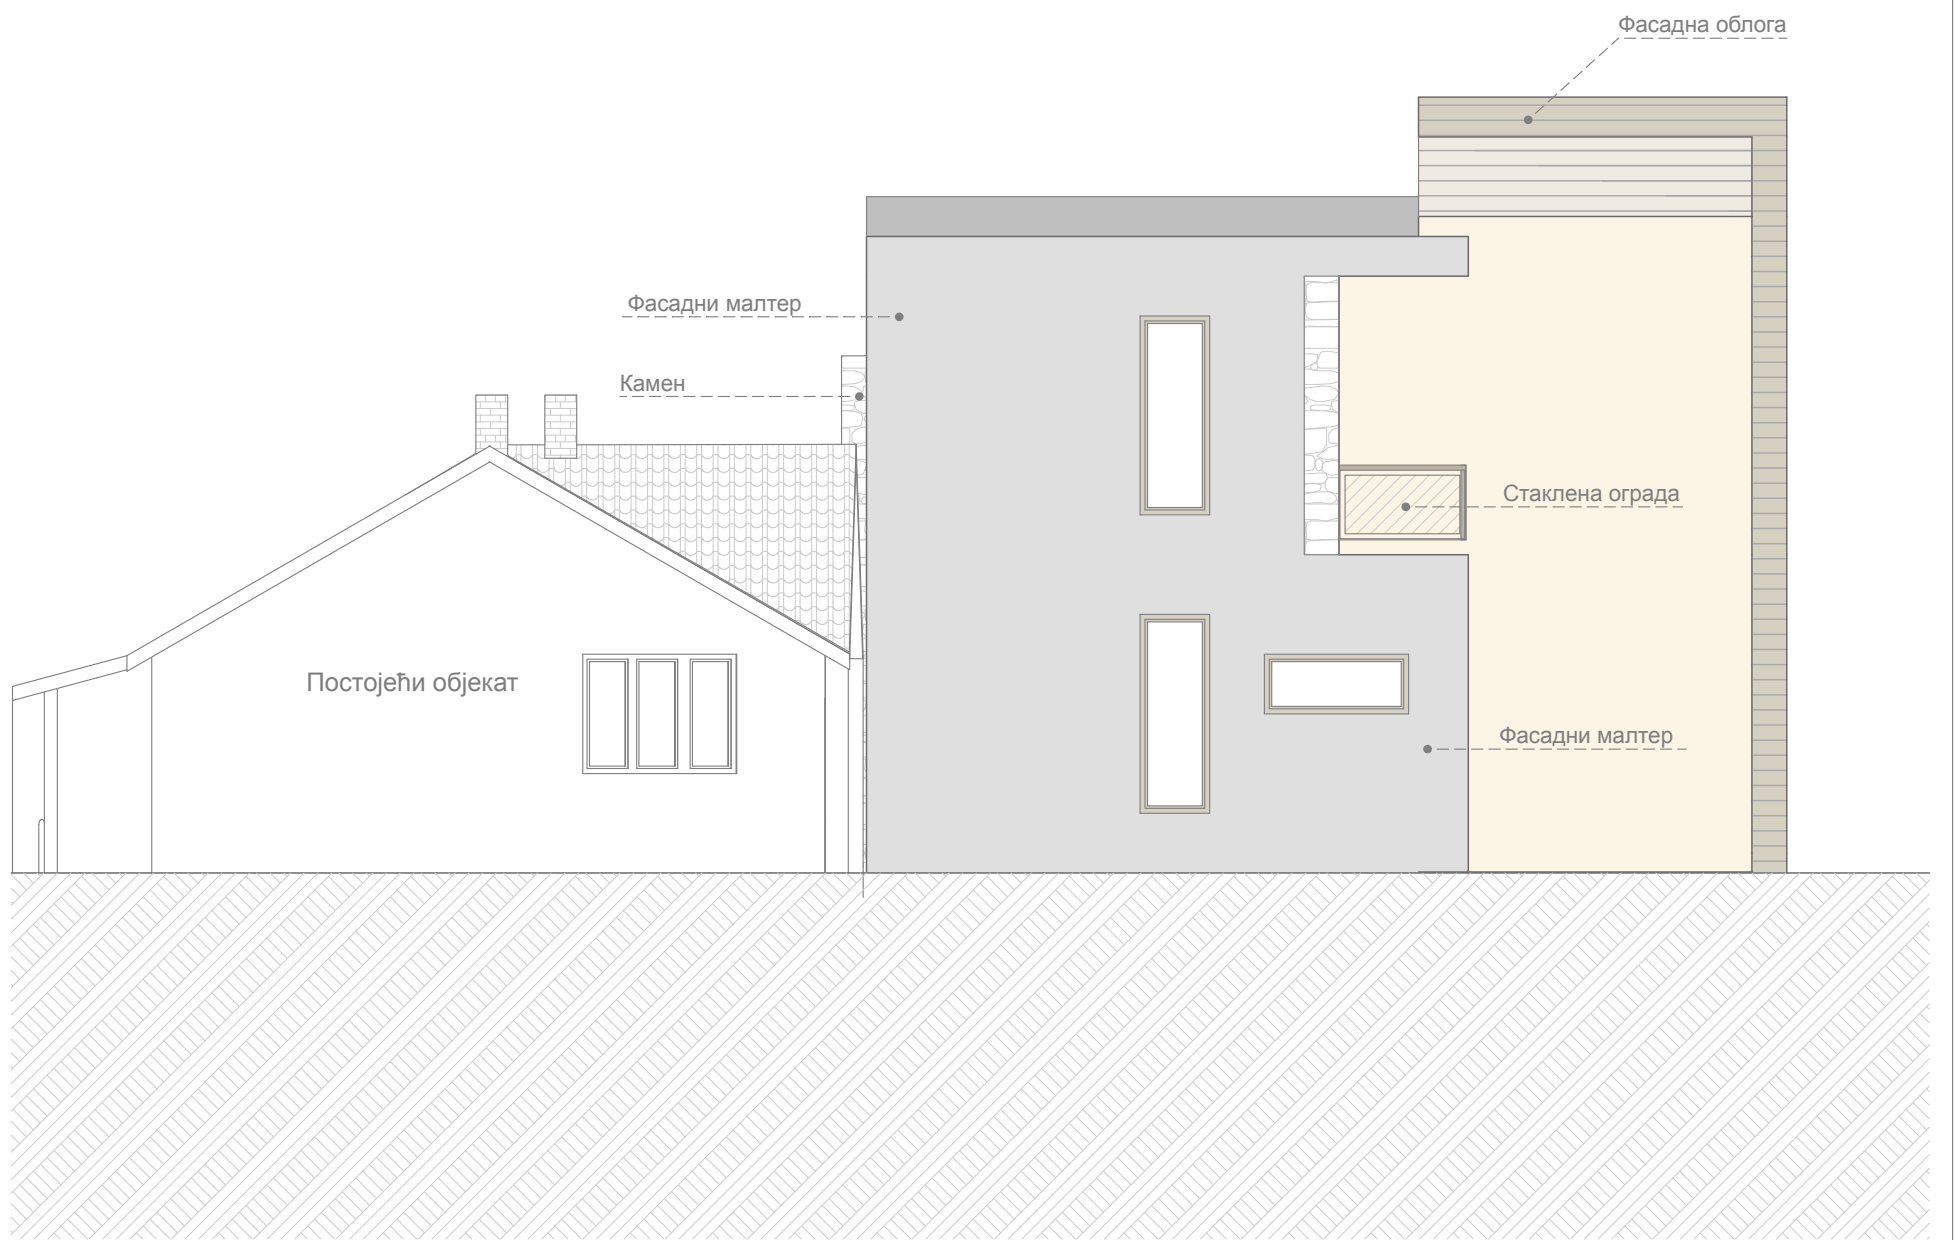 Фасадна облога
Фасадни малтер
Камен
Стаклена ограда
Постојећи објекат
Фасадни малтер